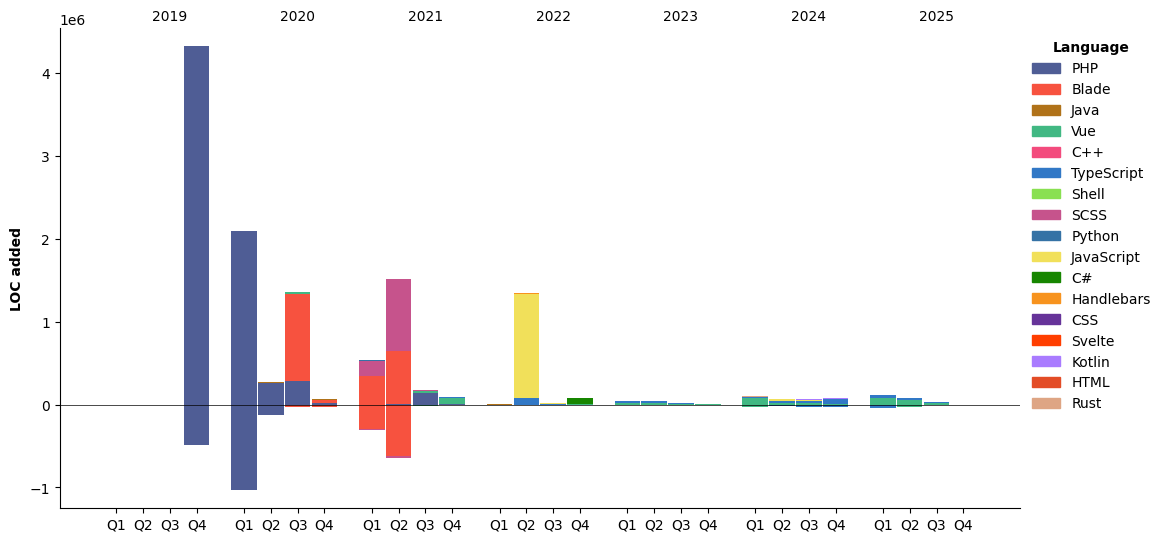 1e6
2019 2020 2021 2022 2023 2024 2025
LOC added
4
3
2
1
0
−1
Q1 Q2 Q3 Q4 Q1 Q2 Q3 Q4 Q1 Q2 Q3 Q4 Q1 Q2 Q3 Q4 Q1 Q2 Q3 Q4 Q1 Q2 Q3 Q4 Q1 Q2 Q3 Q4
Language
PHP
Blade
Java
Vue
C++
TypeScript
Shell
SCSS
Python
JavaScript
C#
Handlebars
CSS
Svelte
Kotlin
HTML
Rust